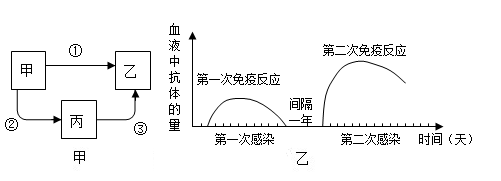 ①
甲
乙
②
丙
③
甲
血液中抗体的量
第一次免疫反应
第二次免疫反应
间隔
一年
第一次感染
第二次感染
时间（天）
乙